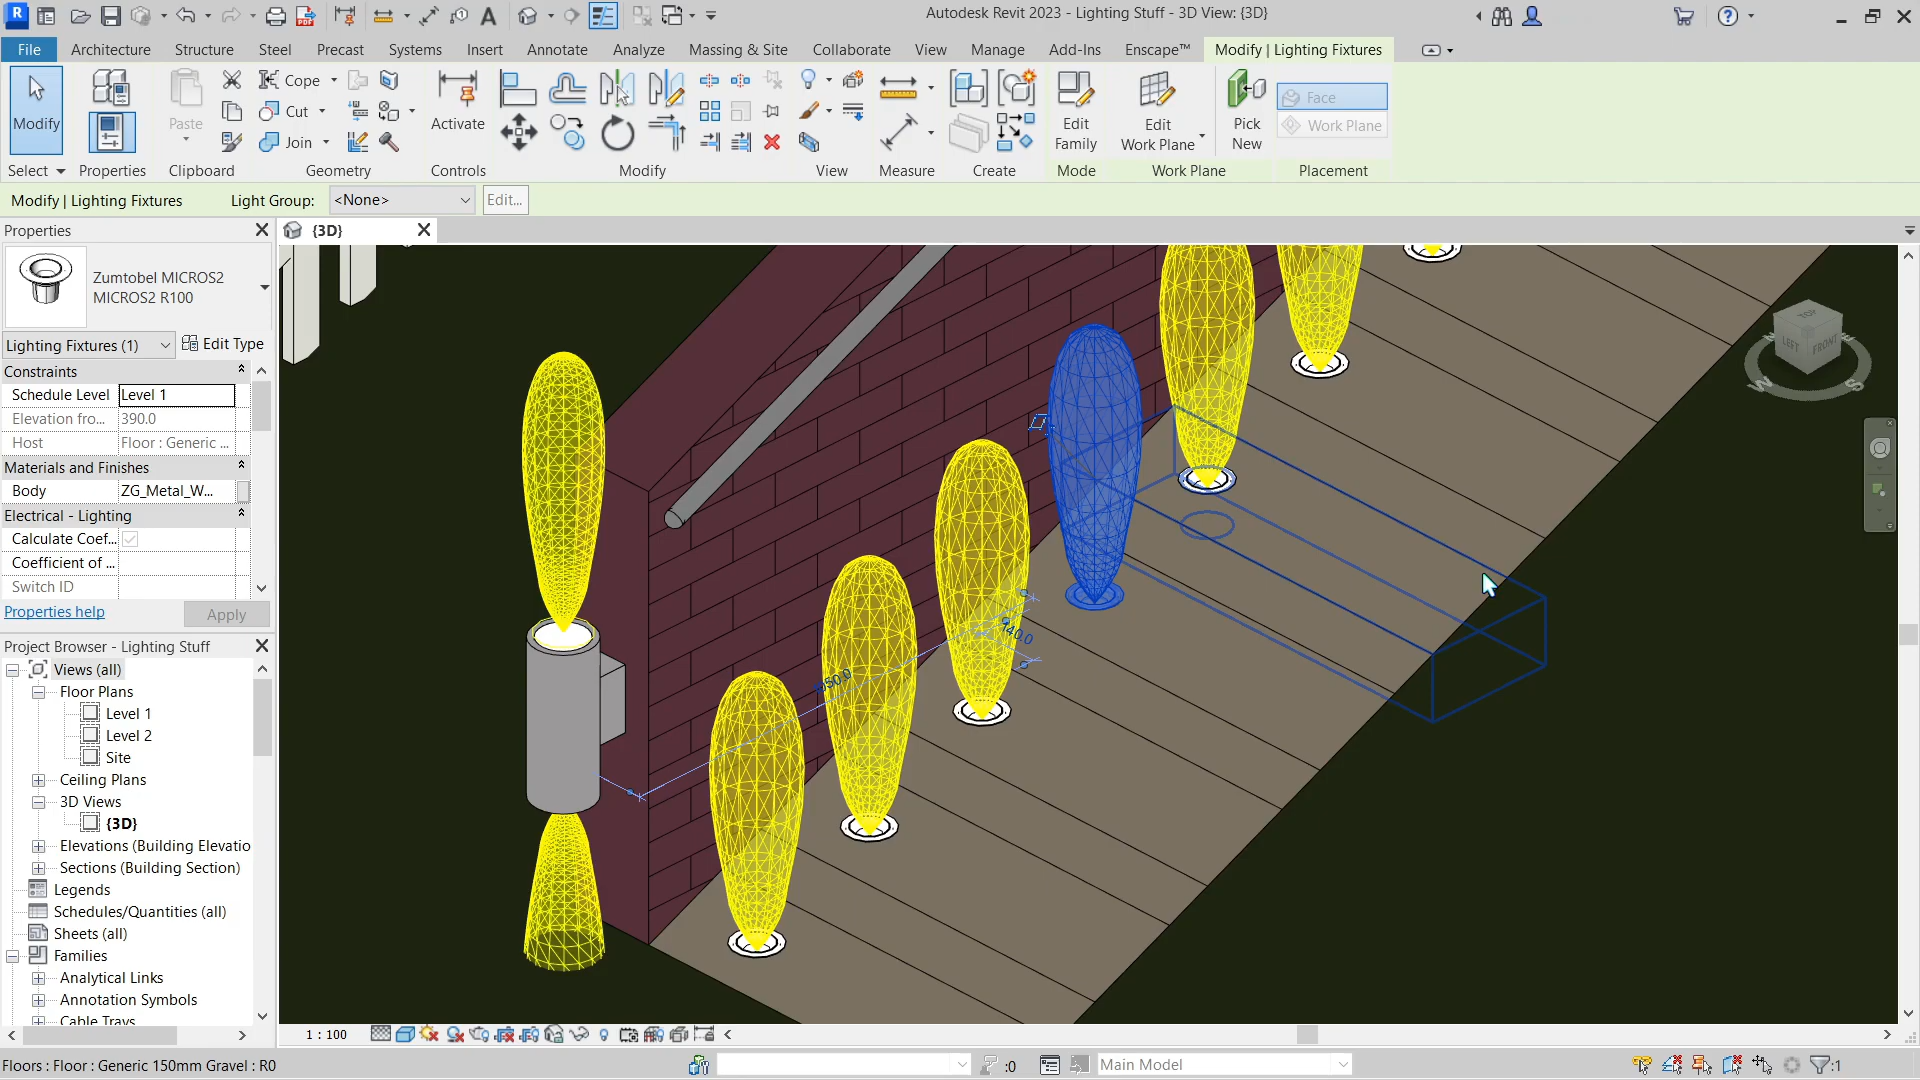 R
Autodesk Revit 2023 - Lighting Stuff - 3D View: {3D}
File Architecture Structure Steel Precast Systems Insert Annotate Analyze Massing & Site Collaborate View Manage Add-Ins Enscape™ Modify | Lighting Fixtures
Cope
Cut
Join
Modify
Paste
Activate
Edit Family
Edit Work Plane
Pick New
Face
Work Plane
Select Properties Clipboard Geometry Controls Modify View Measure Create Mode Work Plane Placement
Modify | Lighting Fixtures Light Group: <None> Edit...
Properties
{3D}
Zumtobel MICROS2
MICROS2 R100
Lighting Fixtures (1) Edit Type
Constraints
Schedule Level Level 1
Elevation fro... 390.0
Host Floor : Generic ...
Materials and Finishes
Body ZG_Metal_W...
Electrical - Lighting
Calculate Coef...
Coefficient of ...
Switch ID
Properties help Apply
Project Browser - Lighting Stuff
Views (all)
Floor Plans
Level 1
Level 2
Site
Ceiling Plans
3D Views
{3D}
Elevations (Building Elevatio
Sections (Building Section)
Legends
Schedules/Quantities (all)
Sheets (all)
Families
Analytical Links
Annotation Symbols
Cable Trays
TOP
LEFT FRONT
W S
1 : 100
Floors : Floor : Generic 150mm Gravel : R0
:0
Main Model
:1